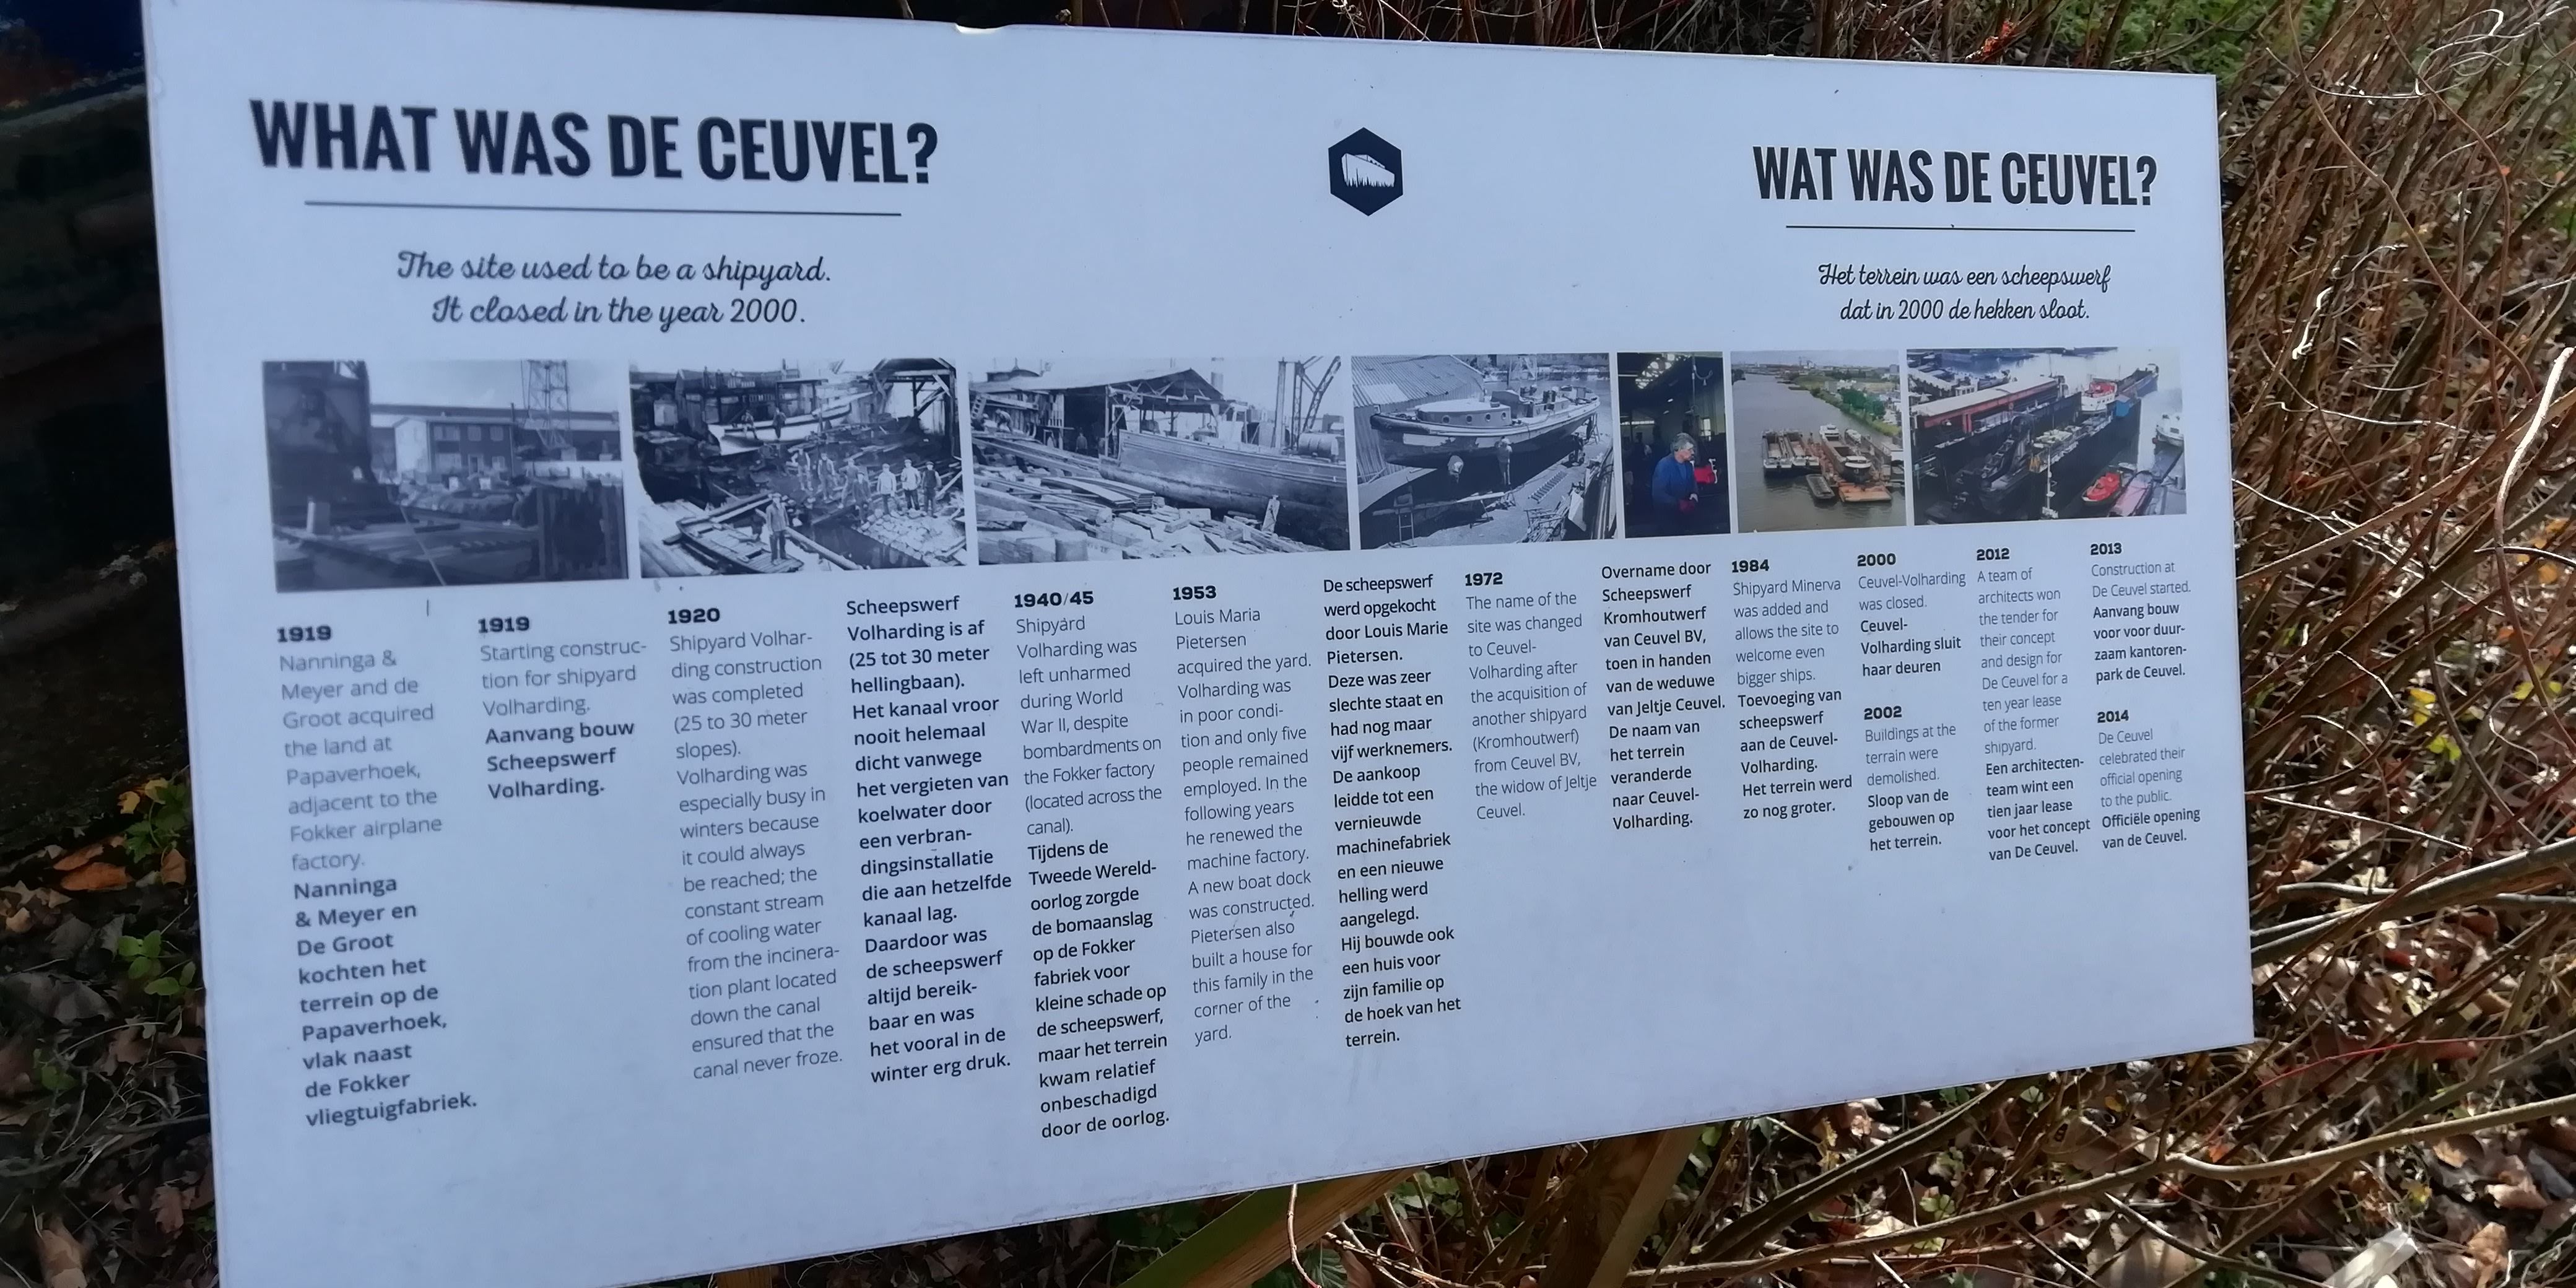 WHAT WAS DE CEUVEL?
The site used to be a shipyard.
It closed in the year 2000.
WAT WAS DE CEUVEL?
Het terrein was een scheepswerf
dat in 2000 de hekken sloot.
1919
Nanninga &
Meyer and de
Groot acquired
the land at
Papaverhoek,
adjacent to the
Fokker airplane
factory.
Nanninga
& Meyer en
De Groot
kochten het
terrein op de
Papaverhoek,
vlak naast
de Fokker
vliegtuigfabriek.
1919
Starting construc-
tion for shipyard
Volharding.
Aanvang bouw
Scheepswerf
Volharding.
1920
Shipyard Volhar-
ding construction
was completed
(25 to 30 meter
slopes).
Volharding was
especially busy in
winters because
it could always
be reached; the
constant stream
of cooling water
from the incinera-
tion plant located
down the canal
ensured that the
canal never froze.
Scheepswerf
Volharding is af
(25 tot 30 meter
hellingbaan).
Het kanaal vroor
nooit helemaal
dicht vanwege
het vergieten van
koelwater door
een verbran-
dingsinstallatie
die aan hetzelfde
kanaal lag.
Daardoor was
de scheepswerf
altijd bereik-
baar en was
het vooral in de
winter erg druk.
1940/45
Shipyard
Volharding was
left unharmed
during World
War II, despite
bombardments on
the Fokker factory
(located across the
canal).
Tijdens de
Tweede Wereld-
oorlog zorgde
de bomaanslag
op de Fokker
fabriek voor
kleine schade op
de scheepswerf,
maar het terrein
kwam relatief
onbeschadigd
door de oorlog.
1953
Louis Maria
Pietersen
acquired the yard.
Volharding was
in poor condi-
tion and only five
people remained
employed. In the
following years
he renewed the
machine factory.
A new boat dock
was constructed.
Pietersen also
built a house for
this family in the
corner of the
yard.
De scheepswerf
werd opgekocht
door Louis Marie
Pietersen.
Deze was zeer
slechte staat en
had nog maar
vijf werknemers.
De aankoop
leidde tot een
vernieuwde
machinefabriek
en een nieuwe
helling werd
aangelegd.
Hij bouwde ook
een huis voor
zijn familie op
de hoek van het
terrein.
1972
The name of the
site was changed
to Ceuvel-
Volharding after
the acquisition of
another shipyard
(Kromhoutwerf)
from Ceuvel BV,
the widow of Jeltje
Ceuvel.
Overname door
Scheepswerf
Kromhoutwerf
van Ceuvel BV,
toen in handen
van de weduwe
van Jeltje Ceuvel.
De naam van
het terrein
veranderde
naar Ceuvel-
Volharding.
1984
Shipyard Minerva
was added and
allows the site to
welcome even
bigger ships.
Toevoeging van
scheepswerf
aan de Ceuvel-
Volharding.
Het terrein werd
zo nog groter.
2000
Ceuvel-Volharding
was closed.
Ceuvel-
Volharding sluit
haar deuren
2002
Buildings at the
terrain were
demolished.
Sloop van de
gebouwen op
het terrein.
2012
A team of
architects won
the tender for
their concept
and design for
De Ceuvel for a
ten year lease
of the former
shipyard.
Een architecten-
team wint een
tien jaar lease
voor het concept
van De Ceuvel.
2013
Construction at
De Ceuvel started.
Aanvang bouw
voor voor duur-
zaam kantoren-
park de Ceuvel.
2014
De Ceuvel
celebrated their
official opening
to the public.
Officiële opening
van de Ceuvel.